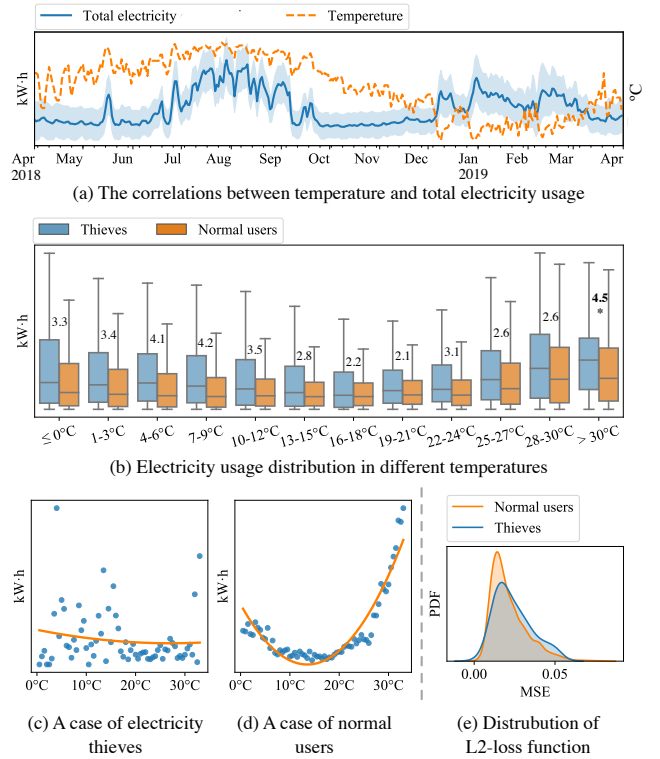 Total electricity Tempereture
kW·h
°C
Apr May Jun Jul Aug Sep Oct Nov Dec Jan Feb Mar Apr
2018 2019
(a) The correlations between temperature and total electricity usage
Thieves Normal users
kW·h
3.3 3.4 4.1 4.2 3.5 2.8 2.2 2.1 3.1 2.6 2.6 4.5
*
≤ 0°C 1-3°C 4-6°C 7-9°C 10-12°C 13-15°C 16-18°C 19-21°C 22-24°C 25-27°C 28-30°C > 30°C
(b) Electricity usage distribution in different temperatures
kW·h
0°C 10°C 20°C 30°C
(c) A case of electricity
thieves
kW·h
0°C 10°C 20°C 30°C
(d) A case of normal
users
Normal users
Thieves
PDF
0.00 0.05
MSE
(e) Distrubution of
L2-loss function